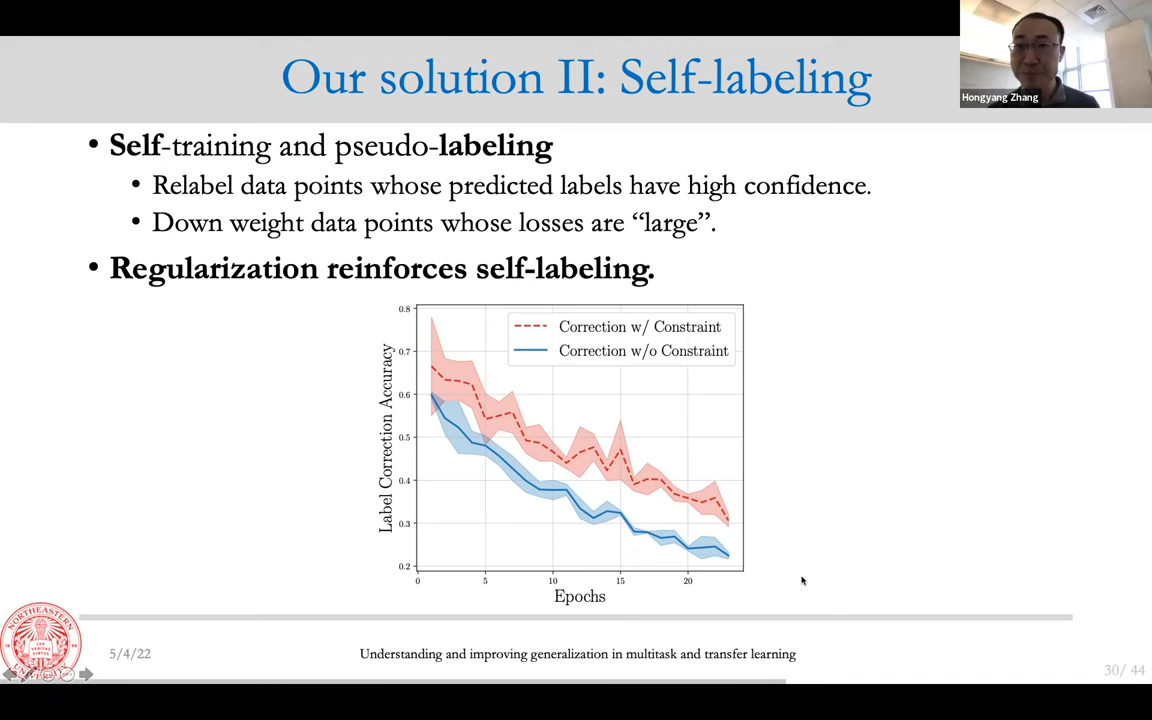 Our solution II: Self-labeling
Hongyang Zhang
• Self-training and pseudo-labeling
• Relabel data points whose predicted labels have high confidence.
• Down weight data points whose losses are “large”.
• Regularization reinforces self-labeling.
Correction w/ Constraint
Correction w/o Constraint
Label Correction Accuracy
0.8
0.7
0.6
0.5
0.4
0.3
0.2
0 5 10 15 20
Epochs
NORTHEASTERN
UNIVERSITY
5/4/22
Understanding and improving generalization in multitask and transfer learning
30/ 44